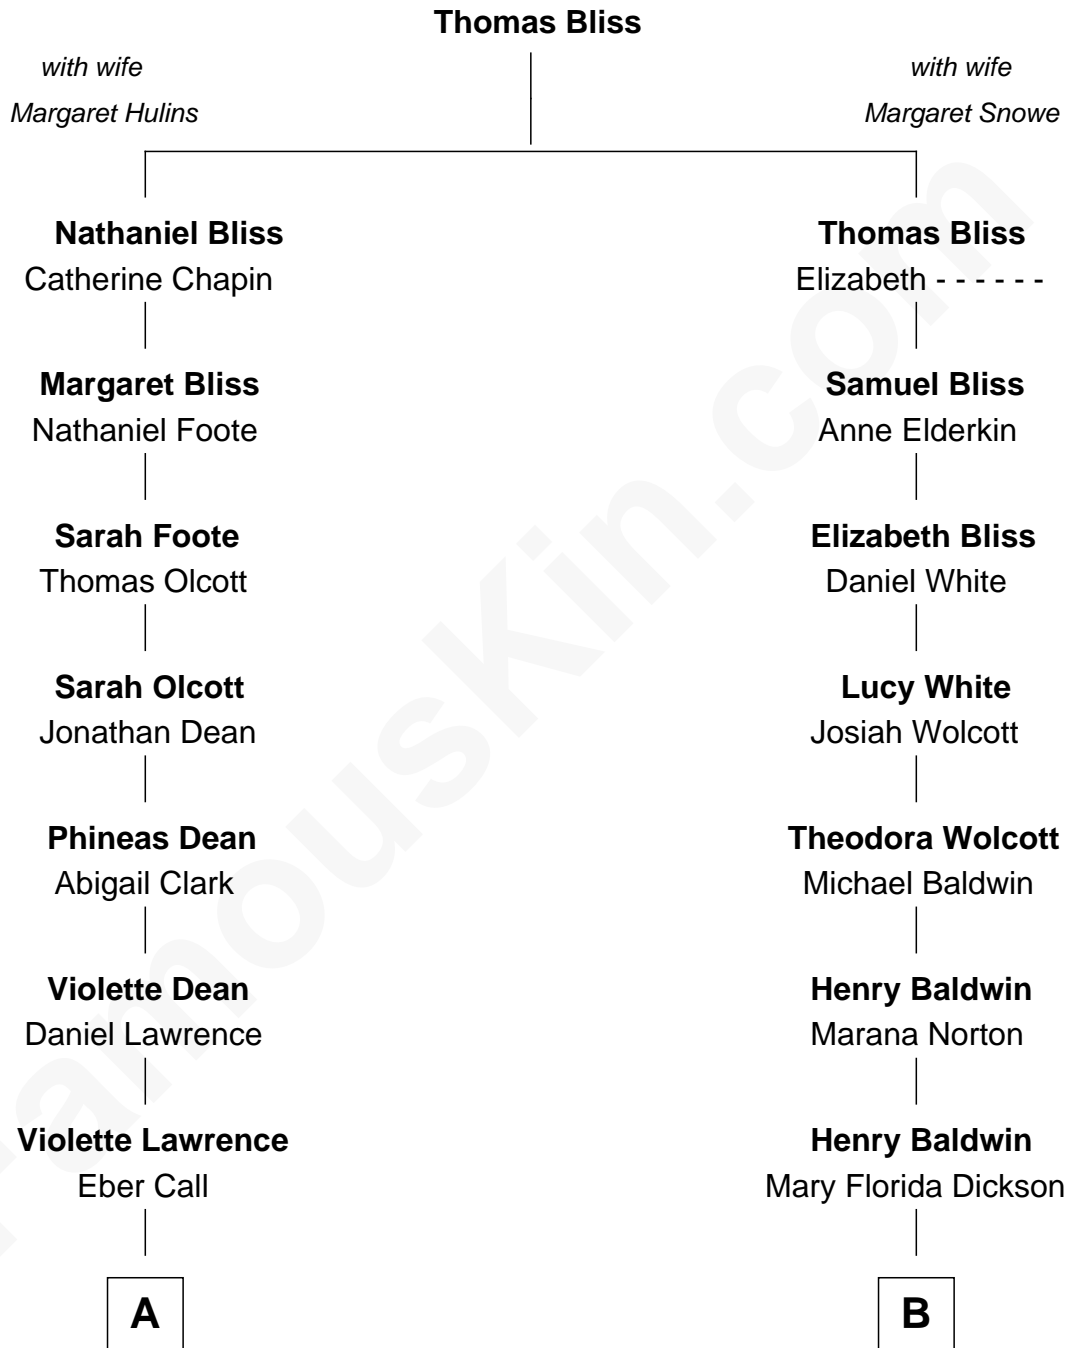 Thomas Bliss
with wife
Margaret Hulins
with wife
Margaret Snowe
Nathaniel Bliss
Catherine Chapin
Thomas Bliss
Elizabeth - - - - - -
Margaret Bliss
Nathaniel Foote
Samuel Bliss
Anne Elderkin
Sarah Foote
Thomas Olcott
Elizabeth Bliss
Daniel White
Sarah Olcott
Jonathan Dean
Lucy White
Josiah Wolcott
Phineas Dean
Abigail Clark
Theodora Wolcott
Michael Baldwin
Violette Dean
Daniel Lawrence
Henry Baldwin
Marana Norton
Violette Lawrence
Eber Call
Henry Baldwin
Mary Florida Dickson
A
B
FamousKin.com